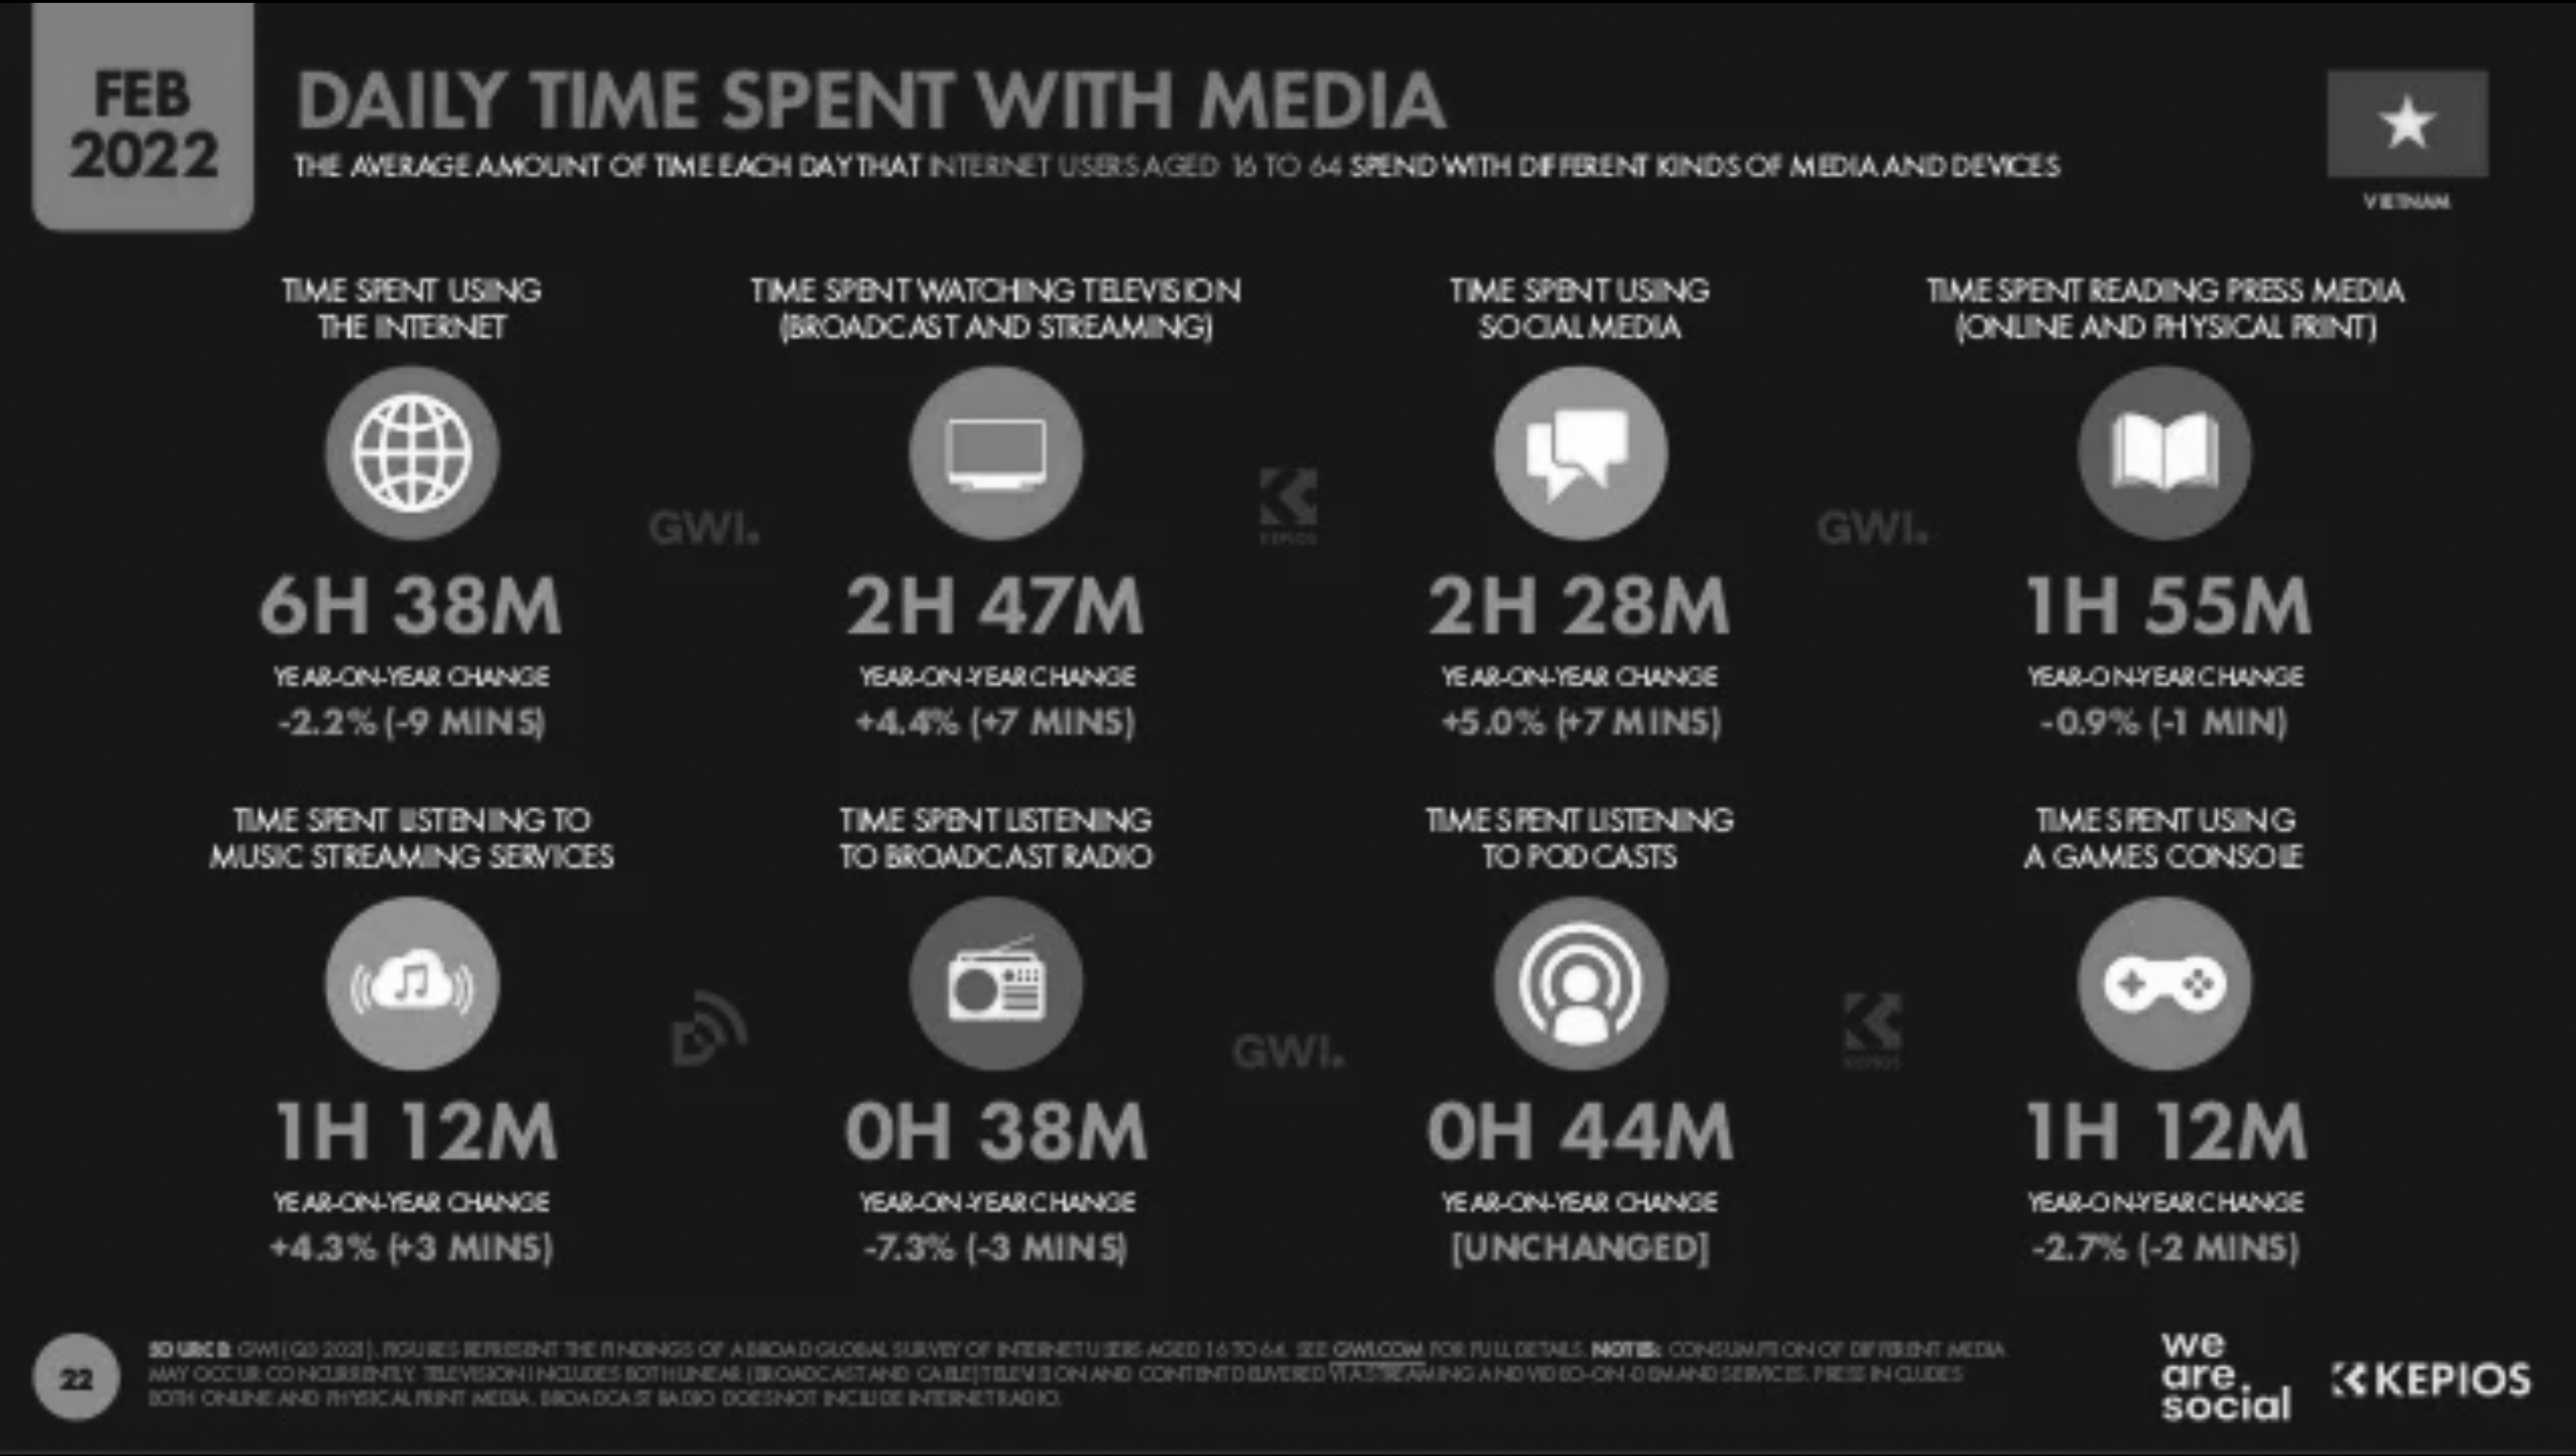 FEB
2022
DAILY TIME SPENT WITH MEDIA
THE AVERAGE AMOUNT OF TIME EACH DAY THAT INTERNET USERS AGED 16 TO 64 SPEND WITH DIFFERENT KINDS OF MEDIA AND DEVICES
VIETNAM
TIME SPENT USING
THE INTERNET
6H 38M
YEAR-ON-YEAR CHANGE
-2.2% (-9 MINS)
TIME SPENT WATCHING TELEVISION
(BROADCAST AND STREAMING)
2H 47M
YEAR-ON-YEAR CHANGE
+4.4% (+7 MINS)
TIME SPENT USING
SOCIAL MEDIA
2H 28M
YEAR-ON-YEAR CHANGE
+5.0% (+7 MINS)
TIME SPENT READING PRESS MEDIA
(ONLINE AND PHYSICAL PRINT)
1H 55M
YEAR-ON-YEAR CHANGE
-0.9% (-1 MIN)
GWI.
KEPIOS
GWI.
TIME SPENT LISTENING TO
MUSIC STREAMING SERVICES
1H 12M
YEAR-ON-YEAR CHANGE
+4.3% (+3 MINS)
TIME SPENT LISTENING
TO BROADCAST RADIO
0H 38M
YEAR-ON-YEAR CHANGE
-7.3% (-3 MINS)
TIME SPENT LISTENING
TO PODCASTS
0H 44M
YEAR-ON-YEAR CHANGE
[UNCHANGED]
TIME SPENT USING
A GAMES CONSOLE
1H 12M
YEAR-ON-YEAR CHANGE
-2.7% (-2 MINS)
GWI.
KEPIOS
22
SOURCE: GWI (Q3 2021). FIGURES REPRESENT THE FINDINGS OF A BROAD GLOBAL SURVEY OF INTERNET USERS AGED 16 TO 64. SEE GWI.COM FOR FULL DETAILS. NOTES: CONSUMPTION OF DIFFERENT MEDIA
MAY OCCUR CONCURRENTLY. TELEVISION INCLUDES BOTH LINEAR (BROADCAST AND CABLE) TELEVISION AND CONTENT DELIVERED VIA STREAMING AND VIDEO-ON-DEMAND SERVICES. PRESS INCLUDES
BOTH ONLINE AND PHYSICAL PRINT MEDIA. BROADCAST RADIO DOES NOT INCLUDE INTERNET RADIO.
we
are
social
KEPIOS